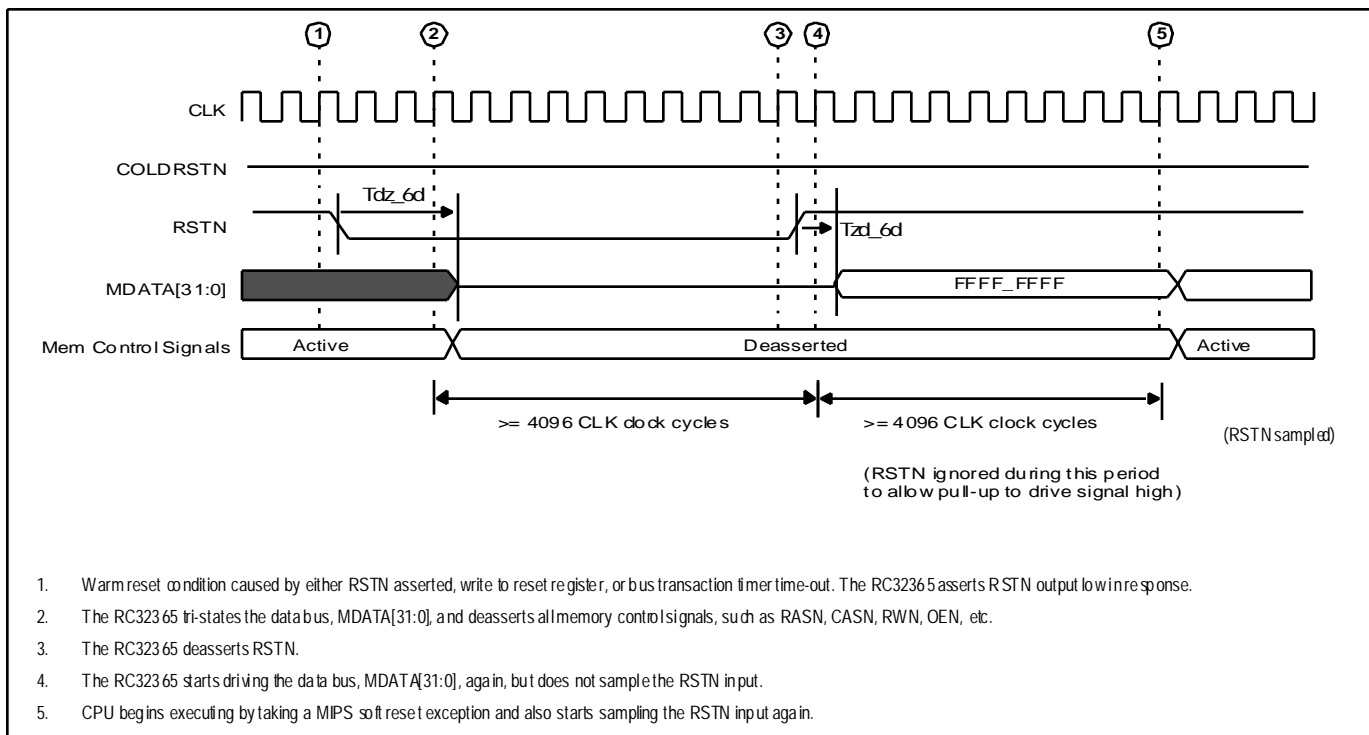 1 2 3 4 5
CLK
COLDRSTN
Tdz_6d
RSTN
Tzd_6d
MDATA[31:0]
FFFF_FFFF
Mem Control Signals Active Deasserted Active
>= 4096 CLK clock cycles >= 4096 CLK clock cycles
(RSTN sampled)
(RSTN ignored during this period
to allow pull-up to drive signal high)
1. Warm reset condition caused by either RSTN asserted, write to reset register, or bus transaction timer time-out. The RC32365 asserts RSTN output low in response.
2. The RC32365 tri-states the data bus, MDATA[31:0], and deasserts all memory control signals, such as RASN, CASN, RWN, OEN, etc.
3. The RC32365 deasserts RSTN.
4. The RC32365 starts driving the data bus, MDATA[31:0], again, but does not sample the RSTN input.
5. CPU begins executing by taking a MIPS soft reset exception and also starts sampling the RSTN input again.